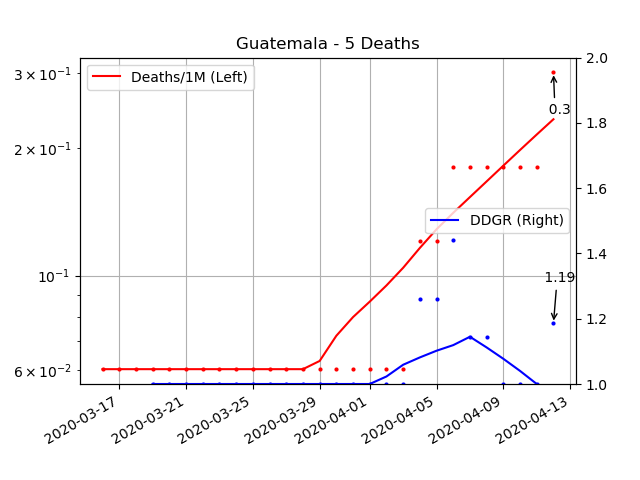 Guatemala - 5 Deaths
Deaths/1M (Left)
DDGR (Right)
0.3
1.19
3 × 10⁻¹
2 × 10⁻¹
10⁻¹
6 × 10⁻²
2.0
1.8
1.6
1.4
1.2
1.0
2020-03-17
2020-03-21
2020-03-25
2020-03-29
2020-04-01
2020-04-05
2020-04-09
2020-04-13